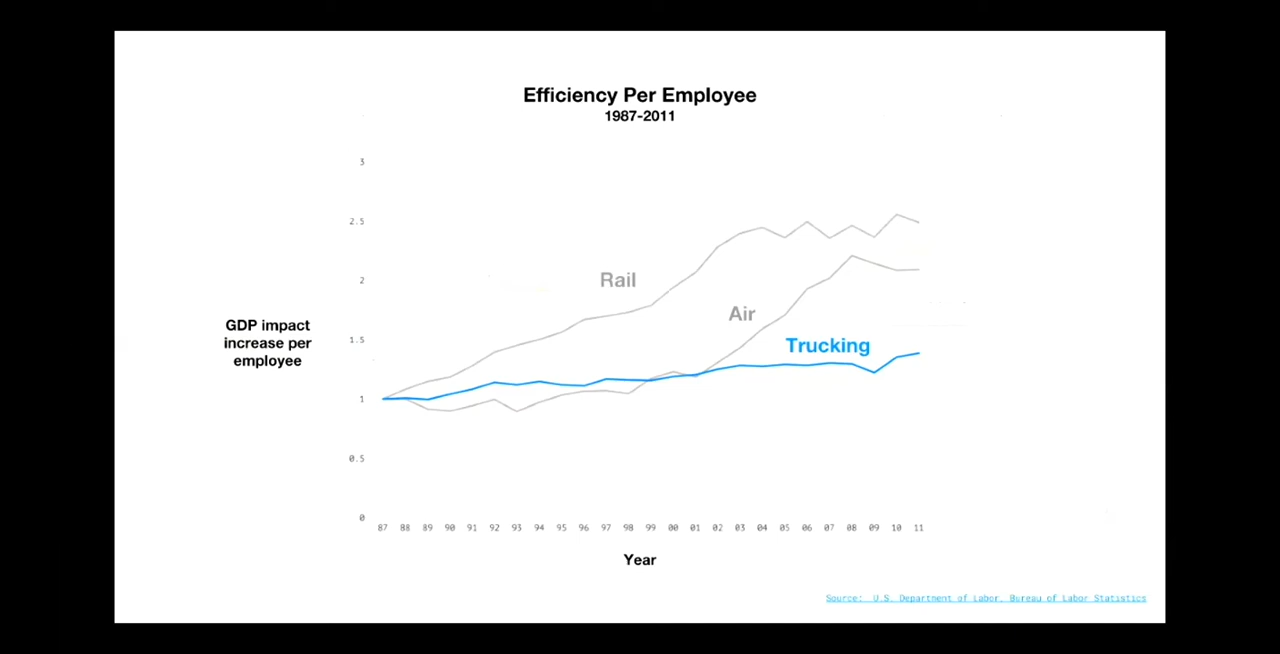 Efficiency Per Employee
1987-2011
3
2.5
2
1.5
1
0.5
0
GDP impact
increase per
employee
Rail
Air
Trucking
87 88 89 90 91 92 93 94 95 96 97 98 99 00 01 02 03 04 05 06 07 08 09 10 11
Year
Source: U.S. Department of Labor, Bureau of Labor Statistics